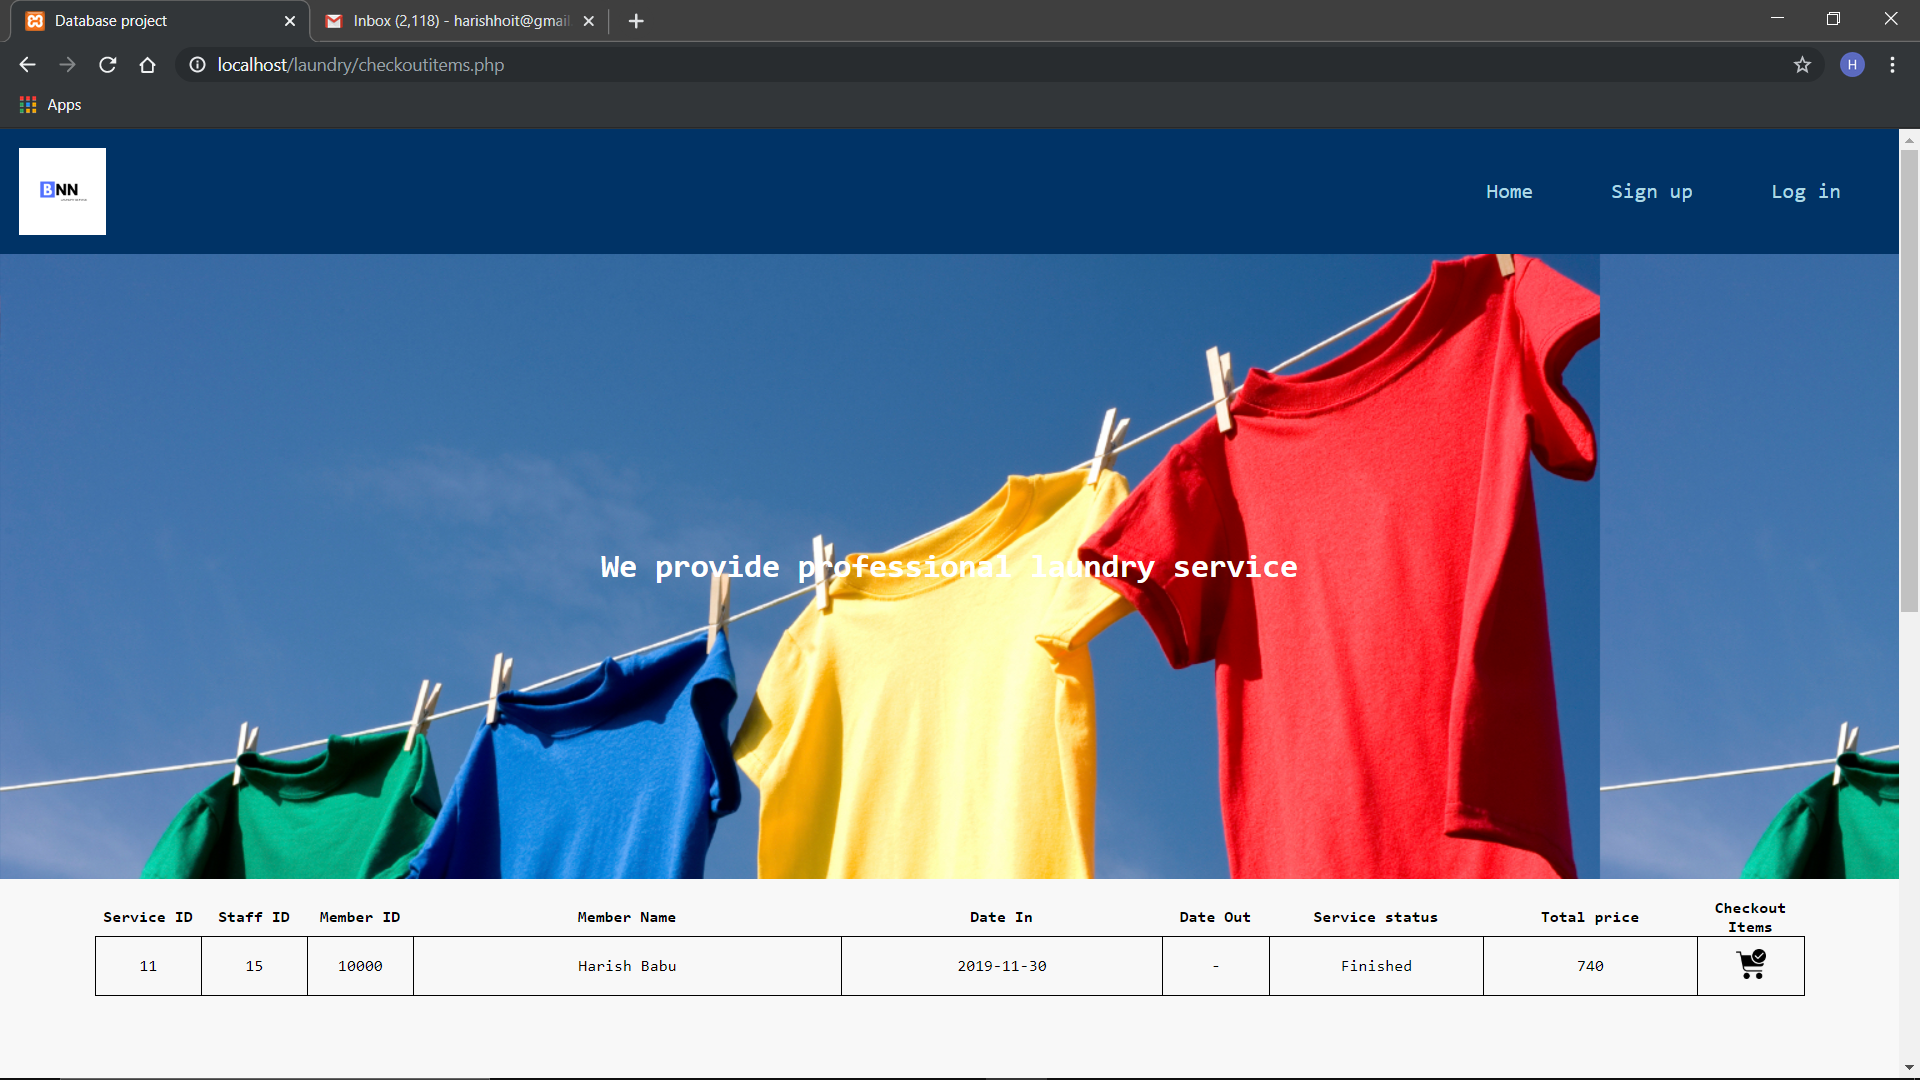 Database project
Inbox (2,118) - harishhoit@gmai
localhost/laundry/checkoutitems.php
H
Apps
BNN
Home Sign up Log in
We provide professional laundry service
Service ID Staff ID Member ID Member Name Date In Date Out Service status Total price Checkout Items
11 15 10000 Harish Babu 2019-11-30 - Finished 740